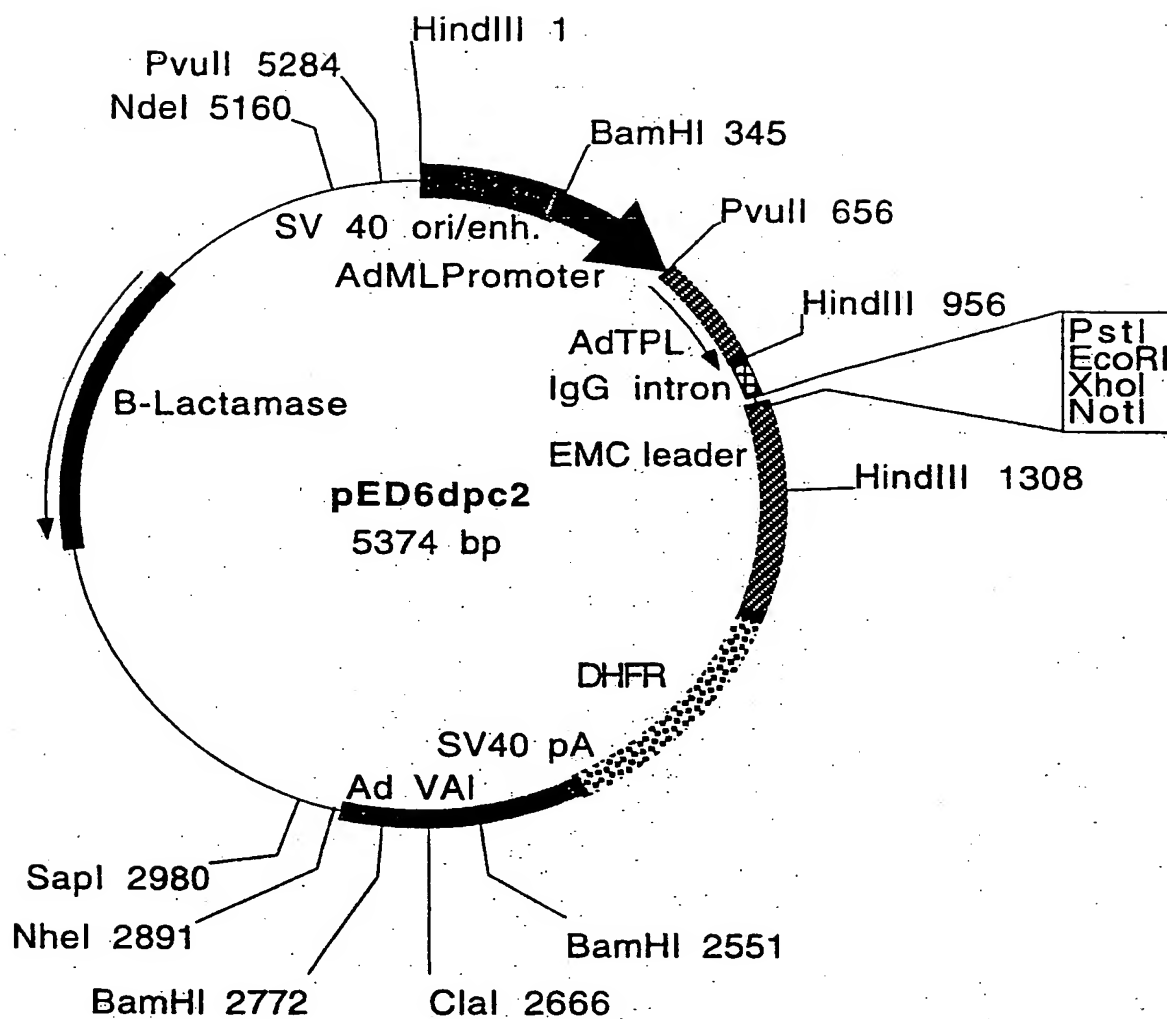 HindIII 1
PvuII 5284
NdeI 5160
BamHI 345
SV 40 ori/enh.
PvuII 656
AdMLPromoter
HindIII 956
AdTPL
IgG intron
PstI
EcoRI
XhoI
NotI
B-Lactamase
EMC leader
HindIII 1308
pED6dpc2
5374 bp
DHFR
SV40 pA
Ad VAI
SapI 2980
NheI 2891
BamHI 2551
BamHI 2772
ClaI 2666